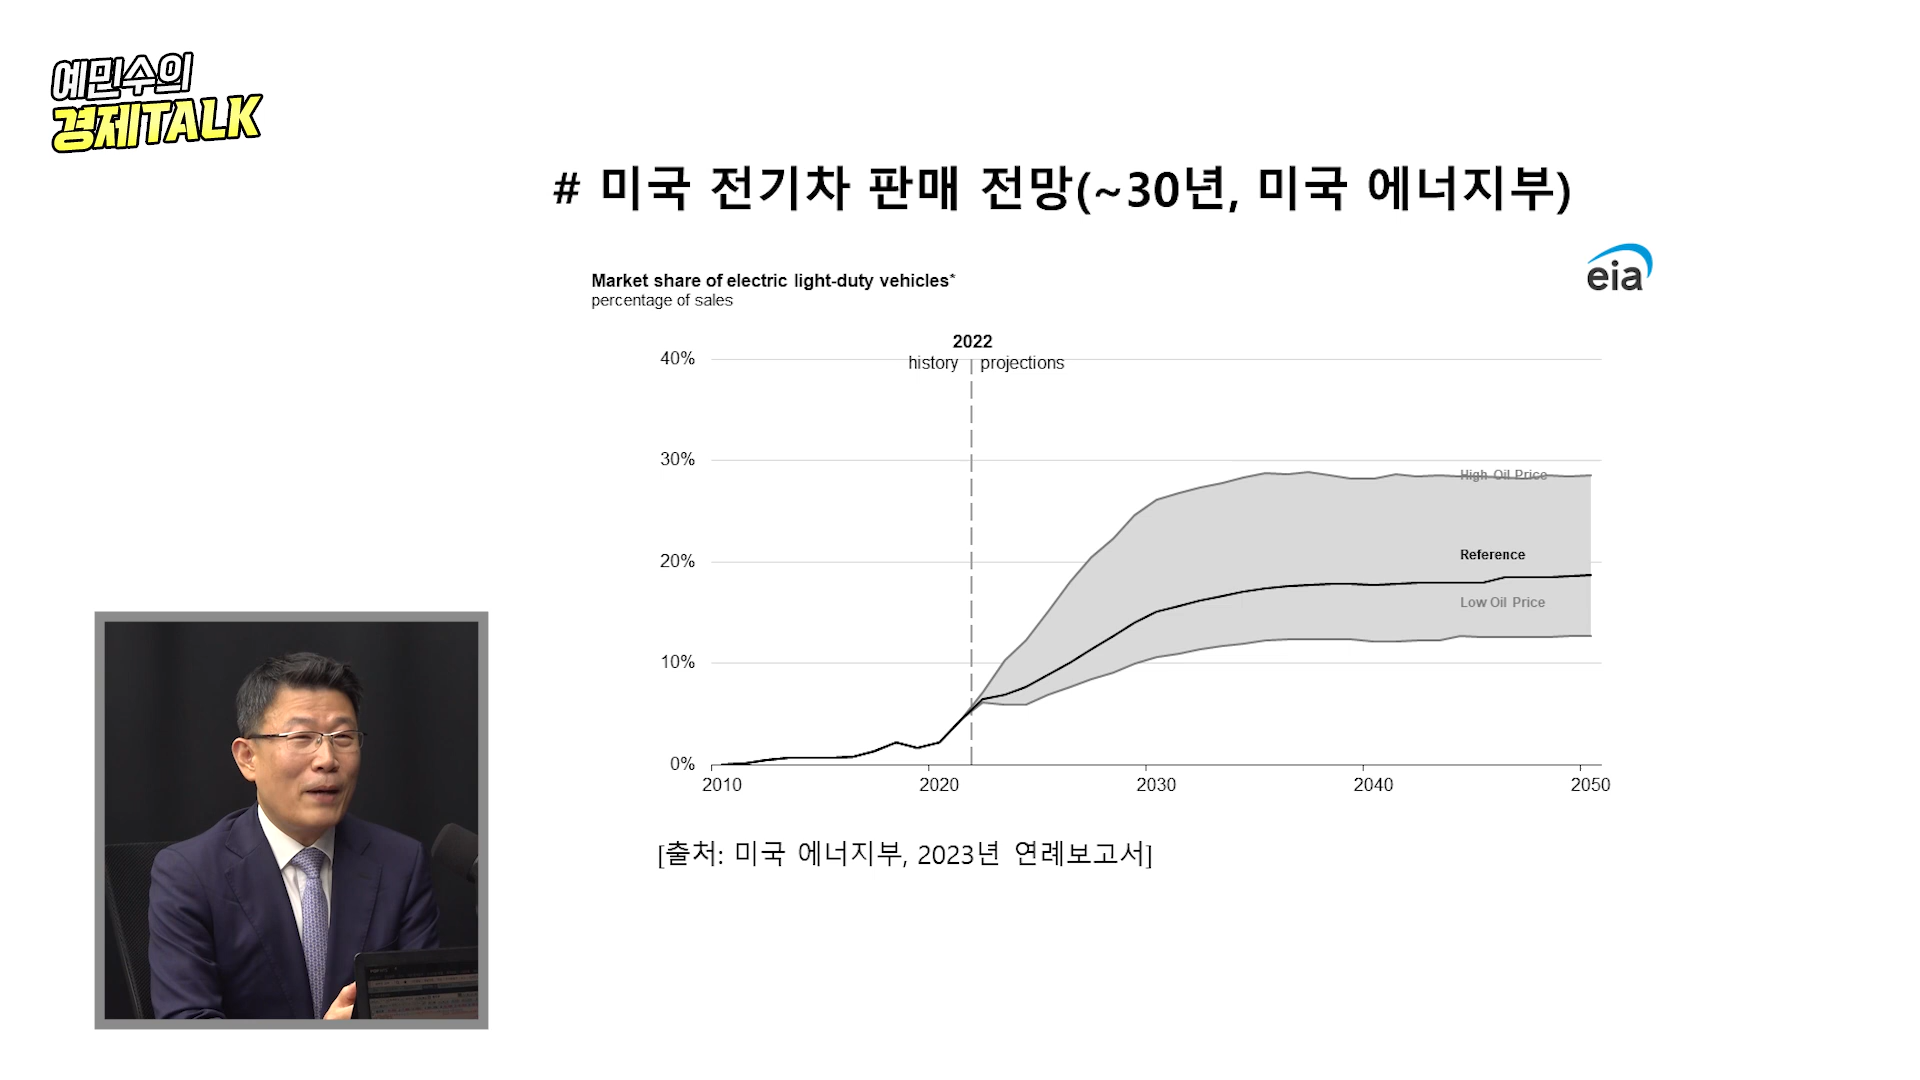 예민수의
경제TALK
# 미국 전기차 판매 전망(~30년, 미국 에너지부)
eia
Market share of electric light-duty vehicles*
percentage of sales
2022
history projections
40%
30%
20%
10%
0%
High Oil Price
Reference
Low Oil Price
2010 2020 2030 2040 2050
[출처: 미국 에너지부, 2023년 연례보고서]